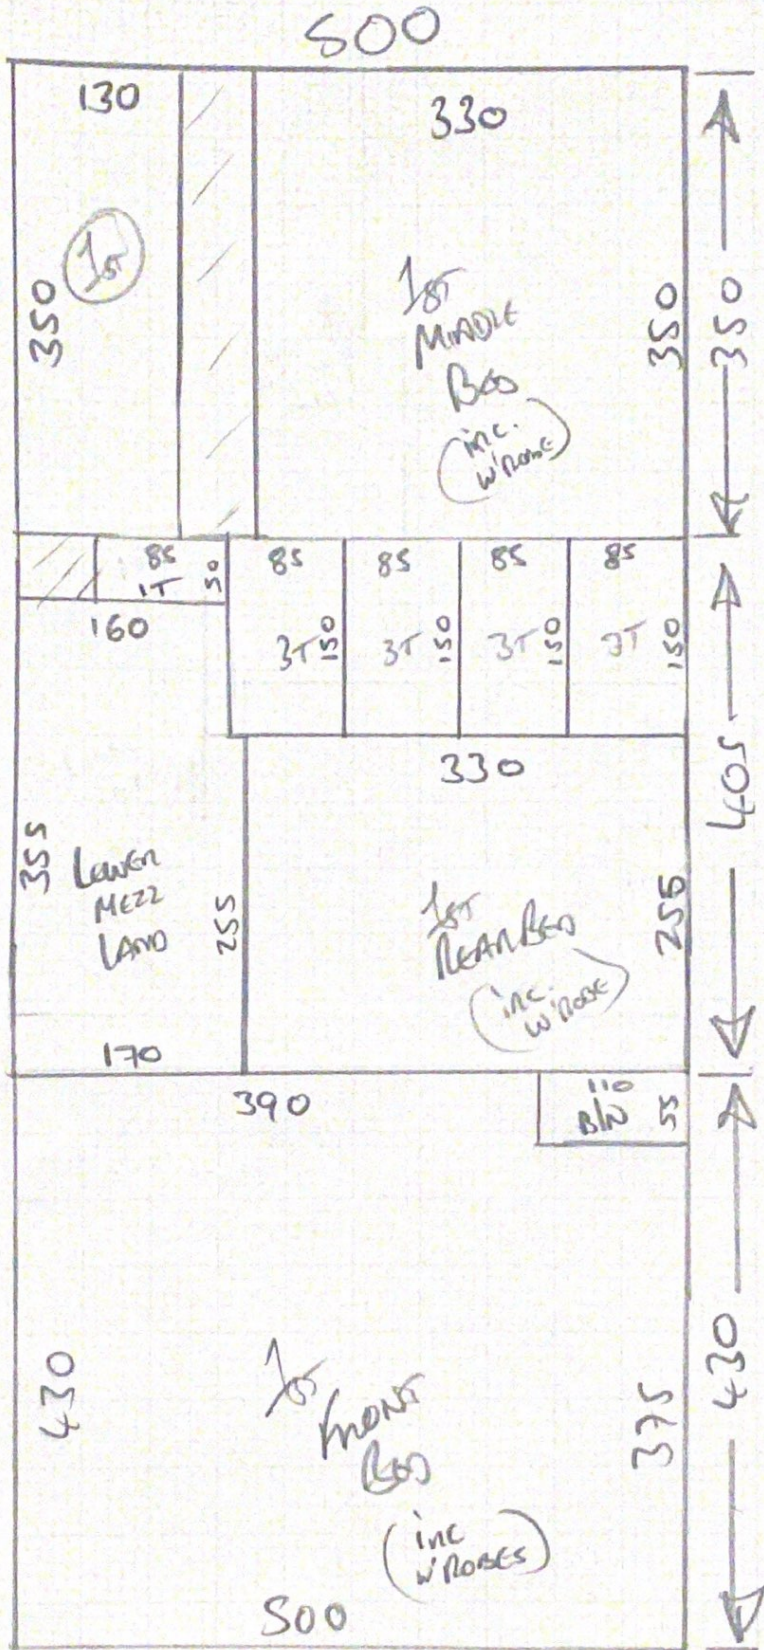 500
130
330
350
1ST
1ST
MIDDLE
BED
(inc.
W'ROBE)
350
350
85
1T
50
85
3T
150
85
3T
150
85
3T
150
85
3T
150
160
330
405
355
LOWER
MEZZ
LAND
255
1ST
REAR BED
(inc.
W'ROBE)
255
170
390
110
B/W
55
430
1ST
FRONT
BED
(inc
W'ROBES)
375
430
500